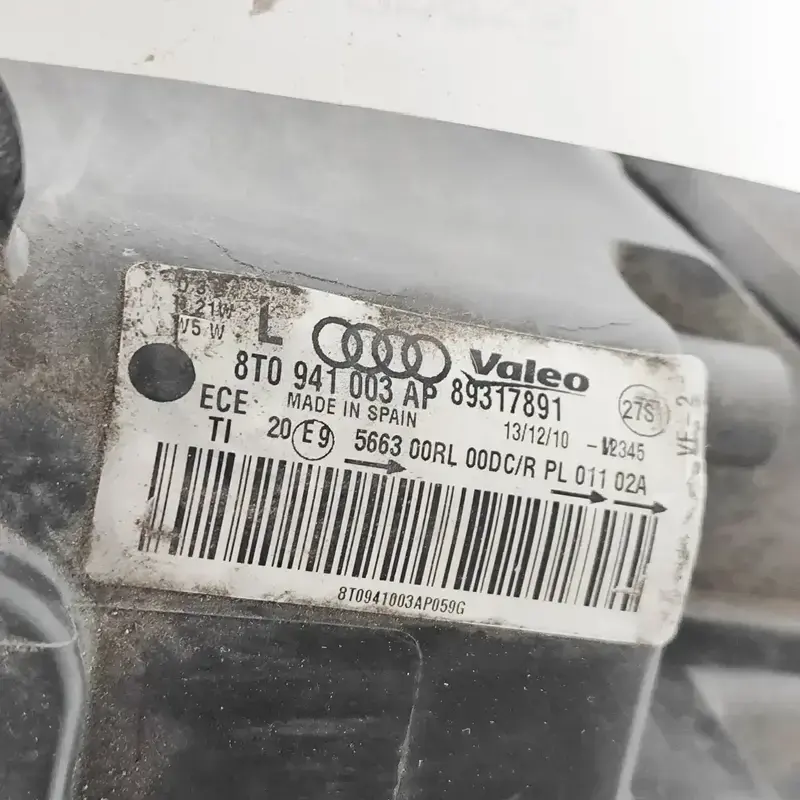 21W
W5W
L
Valeo
8T0 941 003 AP 89317891
ECE
MADE IN SPAIN
13/12/10
27S
TI
20 E9 5663 00RL 00DC/R PL 011 02A
8T0941003AP059G